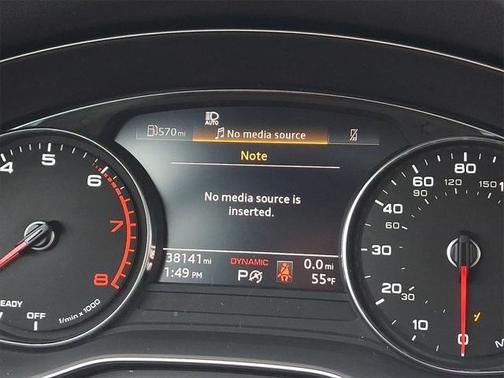 AUTO
570mi
No media source
Note
No media source is
inserted.
38141mi
DYNAMIC
0.0mi
1:49 PM
P
55°F
4 5 6 7 8
READY
OFF
1/min x 1000
0 10 20 30 40 60 80
30 60 90 120 150